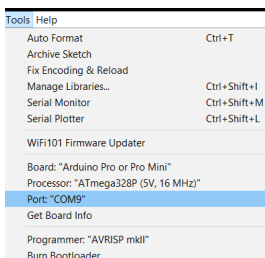 Tools Help
Auto Format Ctrl+T
Archive Sketch
Fix Encoding & Reload
Manage Libraries... Ctrl+Shift+I
Serial Monitor Ctrl+Shift+M
Serial Plotter Ctrl+Shift+L
WiFi101 Firmware Updater
Board: "Arduino Pro or Pro Mini"
Processor: "ATmega328P (5V, 16 MHz)"
Port: "COM9"
Get Board Info
Programmer: "AVRISP mkII"
Burn Bootloader